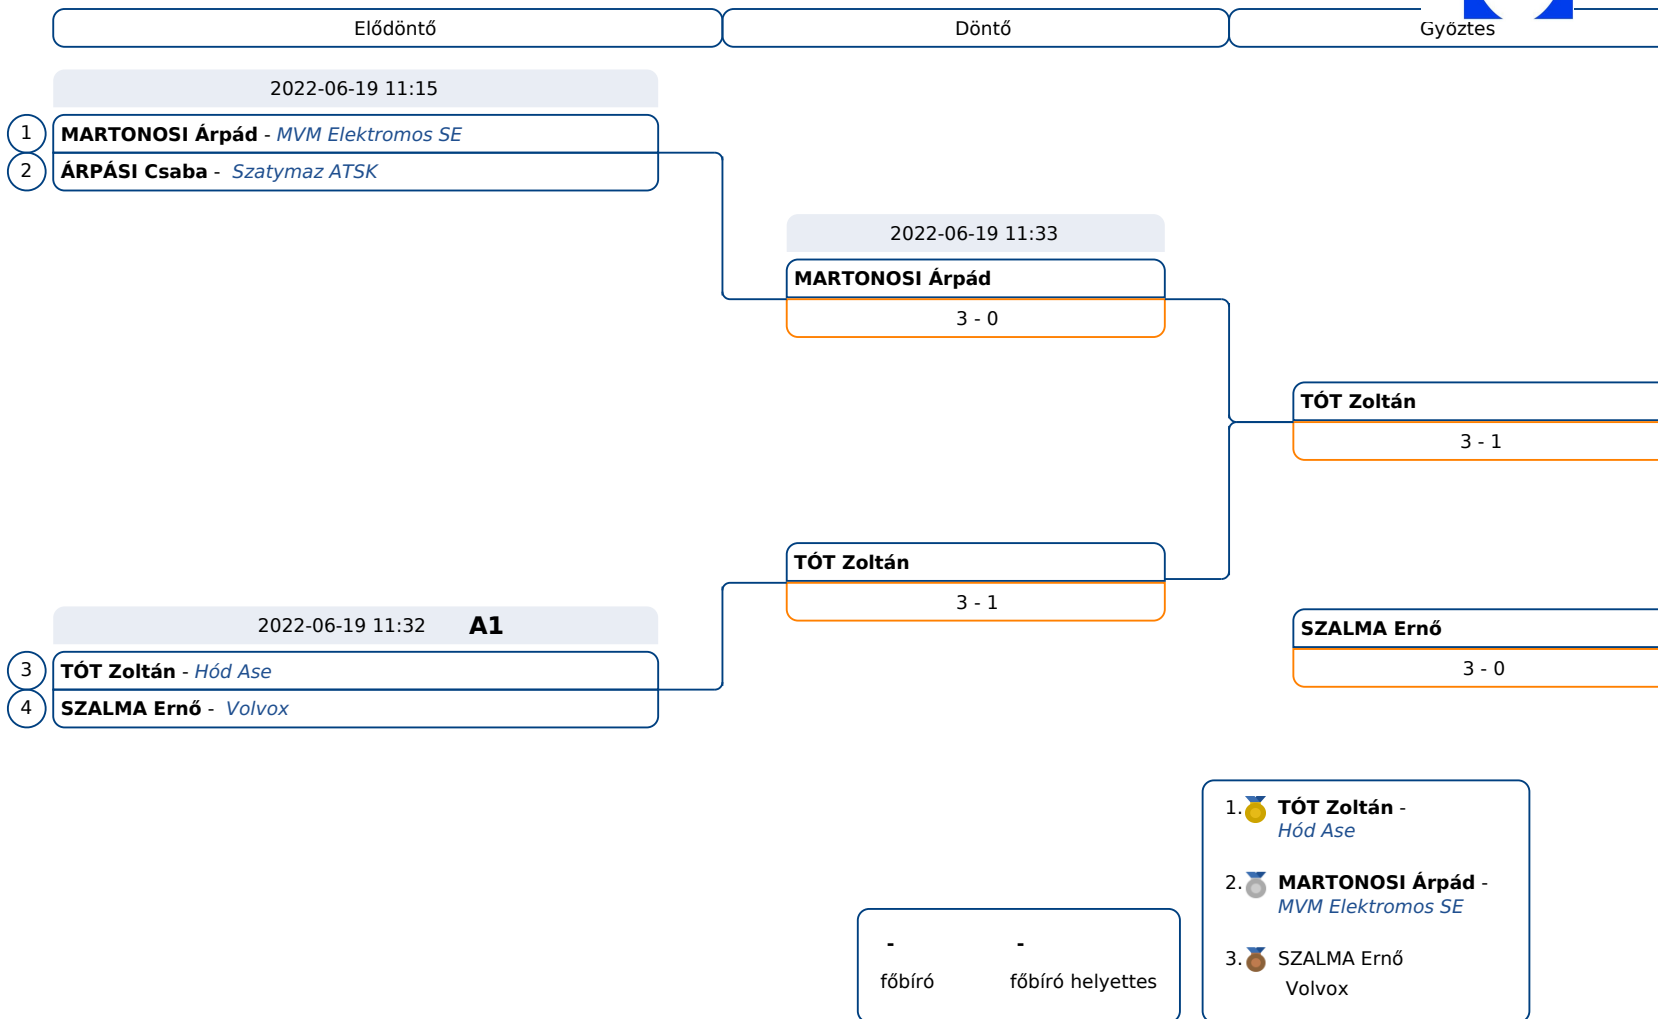 Elődöntő
Döntő
Győztes
2022-06-19 11:15
1
MARTONOSI Árpád - MVM Elektromos SE
2
ÁRPÁSI Csaba - Szatymaz ATSK
2022-06-19 11:33
MARTONOSI Árpád
3 - 0
TÓT Zoltán
3 - 1
TÓT Zoltán
3 - 1
2022-06-19 11:32 A1
3
TÓT Zoltán - Hód Ase
4
SZALMA Ernő - Volvox
SZALMA Ernő
3 - 0
1. TÓT Zoltán -
Hód Ase
2. MARTONOSI Árpád -
MVM Elektromos SE
3. SZALMA Ernő
Volvox
- -
főbíró főbíró helyettes